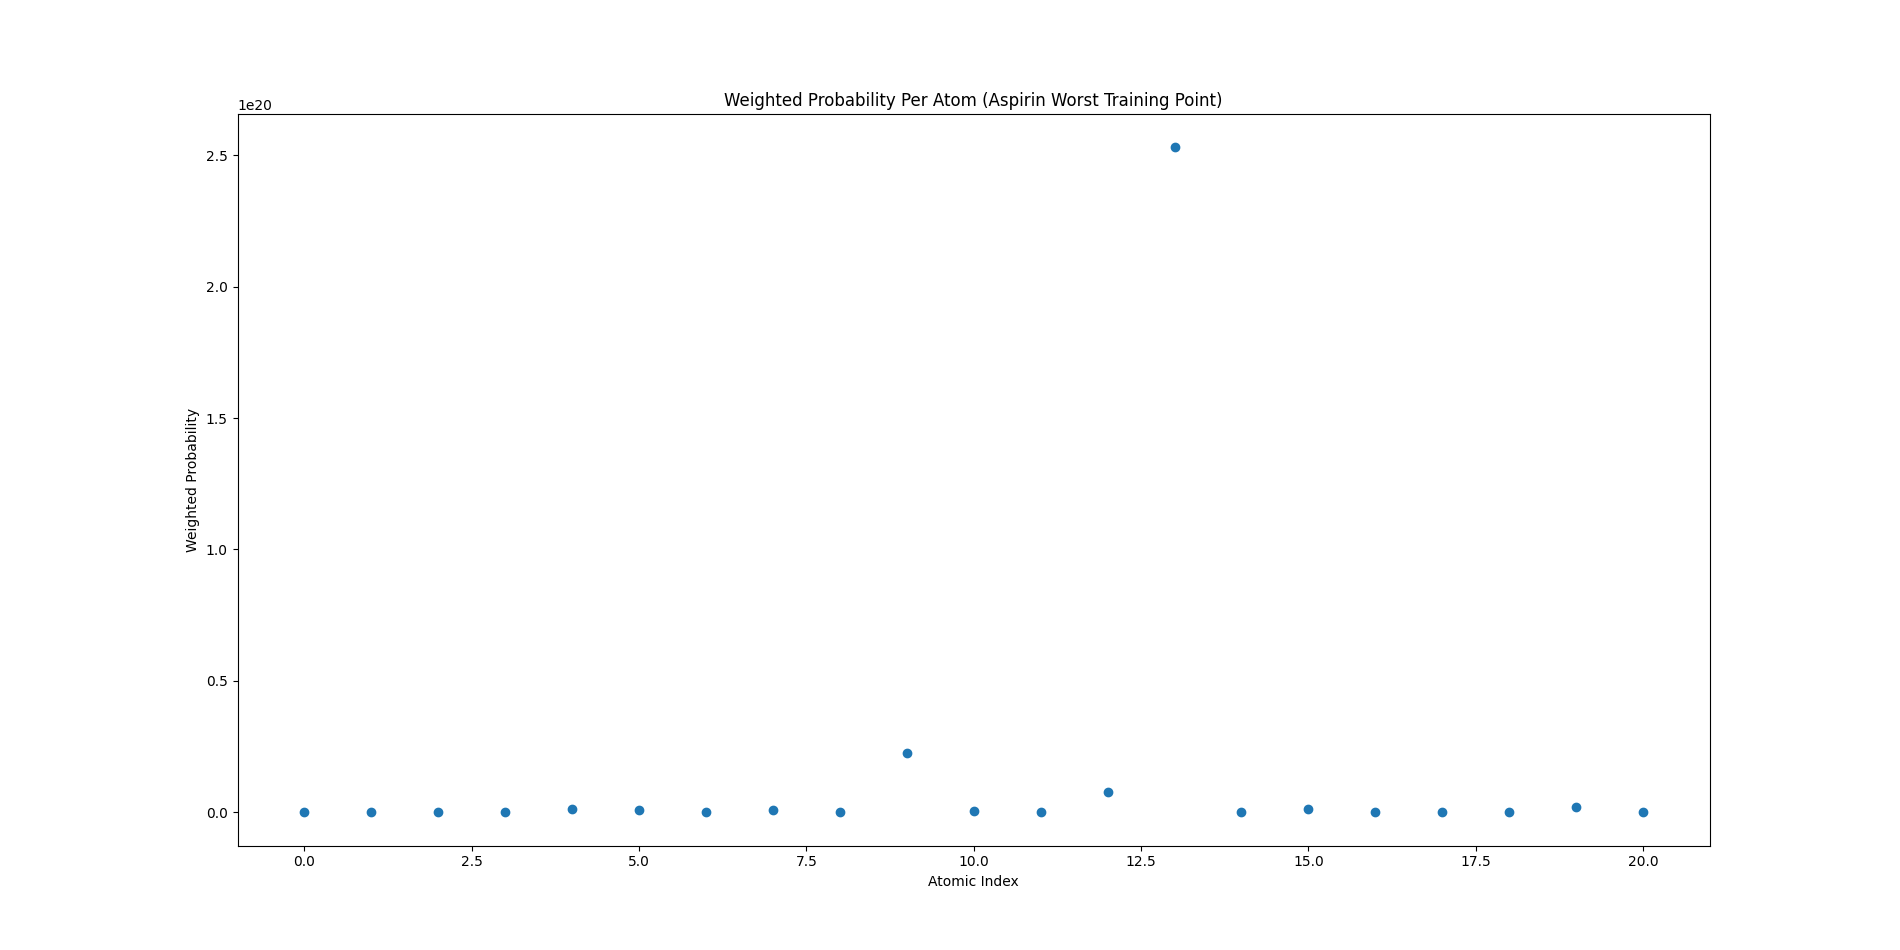 Weighted Probability Per Atom (Aspirin Worst Training Point)
1e20
2.5
2.0
1.5
1.0
0.5
0.0
Weighted Probability
0.0 2.5 5.0 7.5 10.0 12.5 15.0 17.5 20.0
Atomic Index